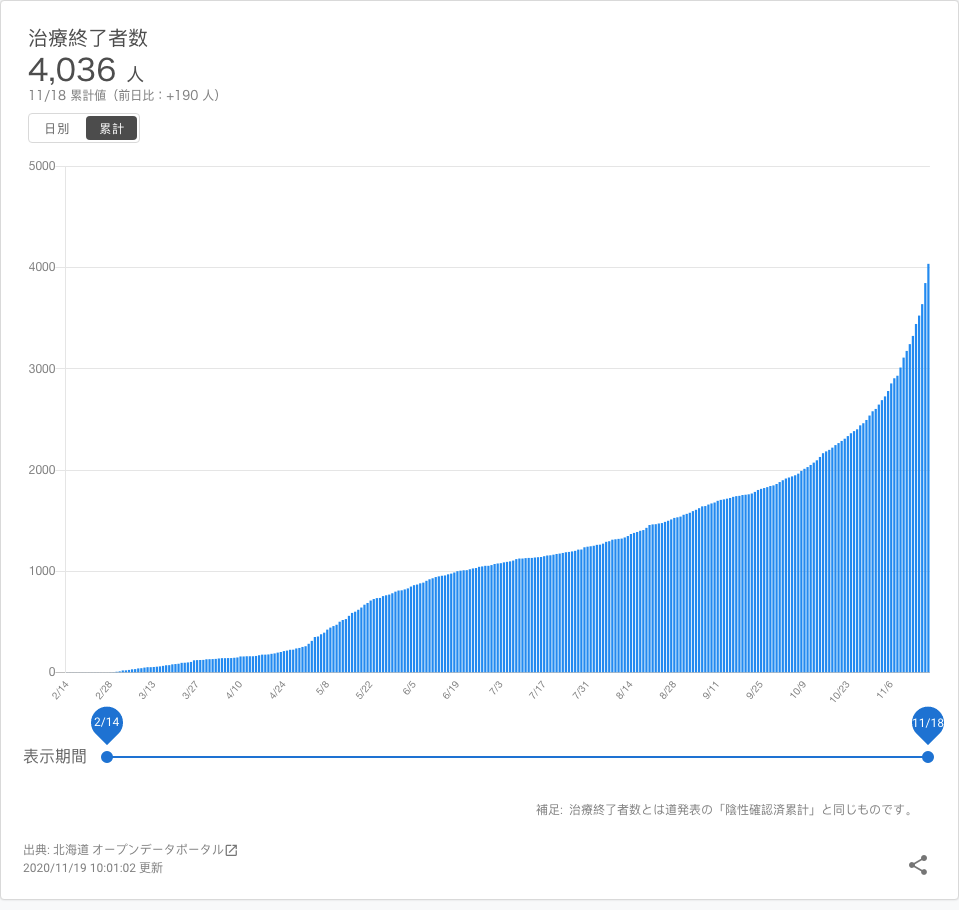 治療終了者数
4,036 人
11/18 累計値（前日比：+190 人）
日別 累計
5000
4000
3000
2000
1000
0
2/14 2/28 3/13 3/27 4/10 4/24 5/8 5/22 6/5 6/19 7/3 7/17 7/31 8/14 8/28 9/11 9/25 10/9 10/23 11/6
2/14 11/18
表示期間
補足: 治療終了者数とは道発表の「陰性確認済累計」と同じものです。
出典: 北海道 オープンデータポータル
2020/11/19 10:01:02 更新